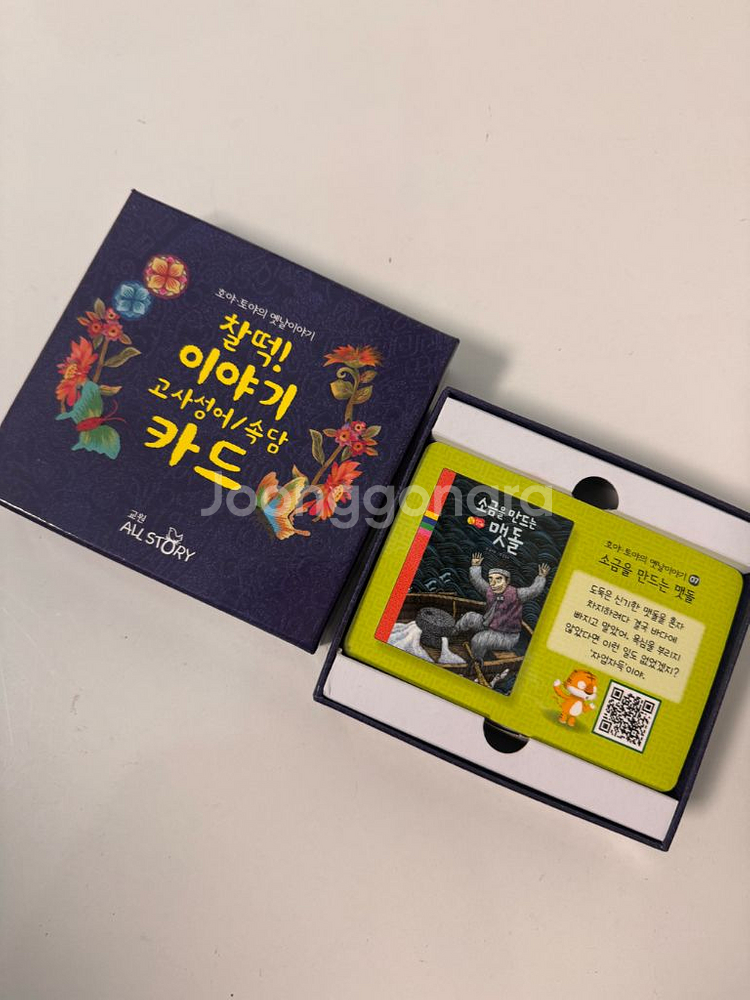 호야·토야의 옛날이야기
찰떡!
이야기
고사성어/속담
카드
교원
ALL STORY
Joonggonara
소금을 만드는
맷돌
호야·토야의 옛날이야기 07
소금을 만드는 맷돌
도둑은 신기한 맷돌을 혼자
차지하려다 결국 바다에
빠지고 말았어. 욕심을 부리지
않았다면 이런 일도 없었겠지?
'자업자득'이야.